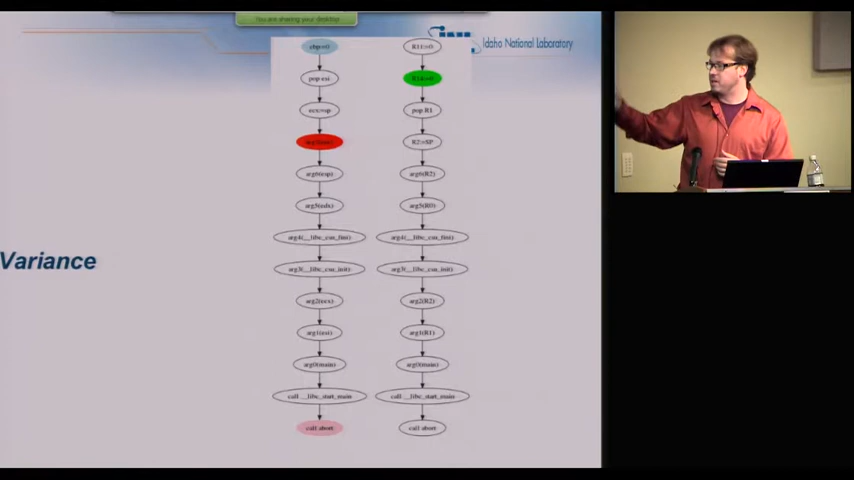 You are sharing your desktop
Idaho National Laboratory
Variance
ebp:=0
R11:=0
pop esi
pop R1
R2:=SP
arg6(esp)
arg6(R2)
arg5(edx)
arg5(R0)
arg4(__libc_csu_fini)
arg4(__libc_csu_fini)
arg3(__libc_csu_init)
arg3(__libc_csu_init)
arg2(ecx)
arg2(R2)
arg1(esi)
arg1(R1)
arg0(main)
arg0(main)
call __libc_start_main
call __libc_start_main
call abort
call abort